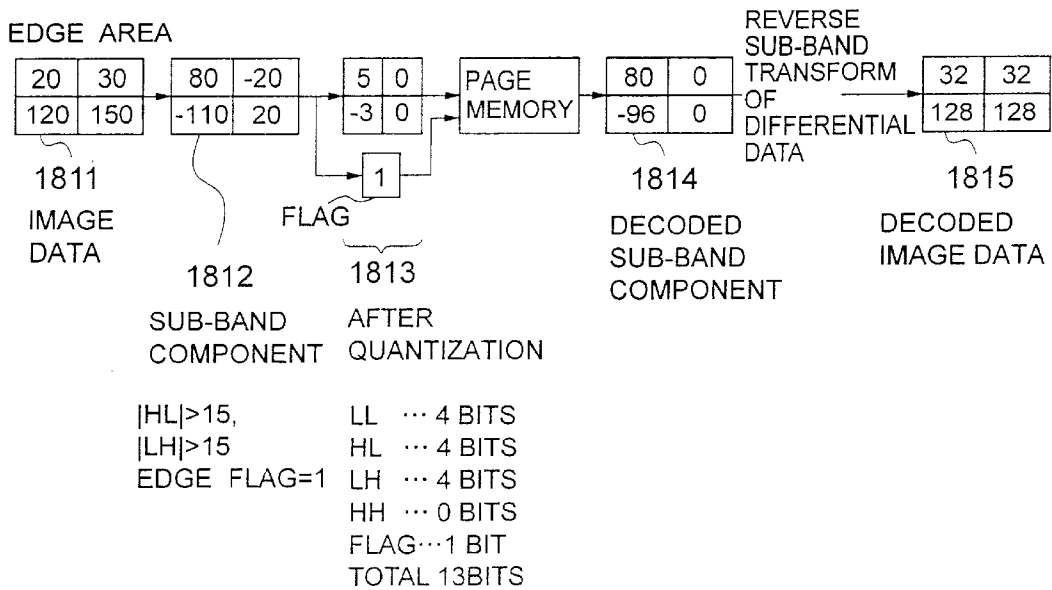 EDGE AREA
20 30
120 150
80 -20
-110 20
5 0
-3 0
1
FLAG
PAGE
MEMORY
80 0
-96 0
REVERSE
SUB-BAND
TRANSFORM
OF
DIFFERENTIAL
DATA
32 32
128 128
1811
IMAGE
DATA
1812
SUB-BAND
COMPONENT
1813
AFTER
QUANTIZATION
1814
DECODED
SUB-BAND
COMPONENT
1815
DECODED
IMAGE DATA
|HL|>15,
|LH|>15
EDGE FLAG=1
LL ··· 4 BITS
HL ··· 4 BITS
LH ··· 4 BITS
HH ··· 0 BITS
FLAG···1 BIT
TOTAL 13BITS